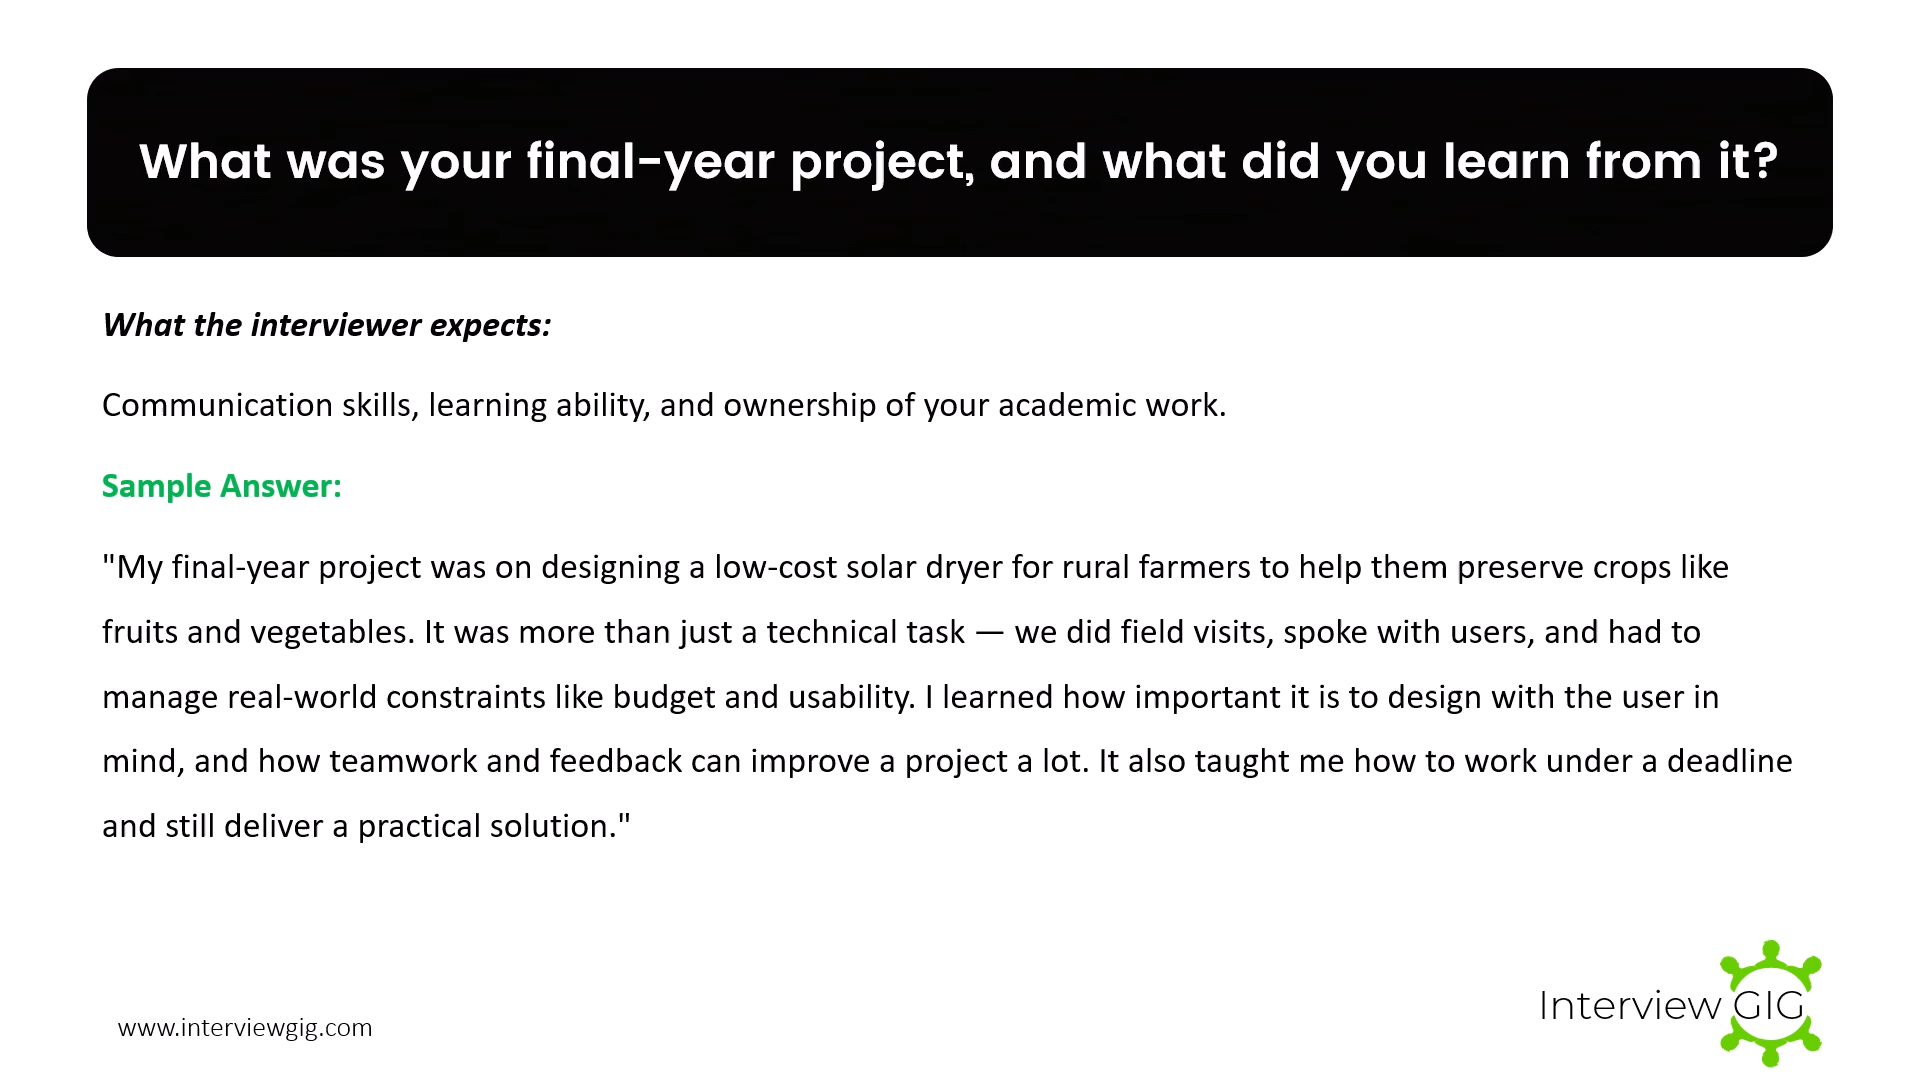 What was your final-year project, and what did you learn from it?
What the interviewer expects:
Communication skills, learning ability, and ownership of your academic work.
Sample Answer:
"My final-year project was on designing a low-cost solar dryer for rural farmers to help them preserve crops like
fruits and vegetables. It was more than just a technical task — we did field visits, spoke with users, and had to
manage real-world constraints like budget and usability. I learned how important it is to design with the user in
mind, and how teamwork and feedback can improve a project a lot. It also taught me how to work under a deadline
and still deliver a practical solution."
www.interviewgig.com
Interview GIG